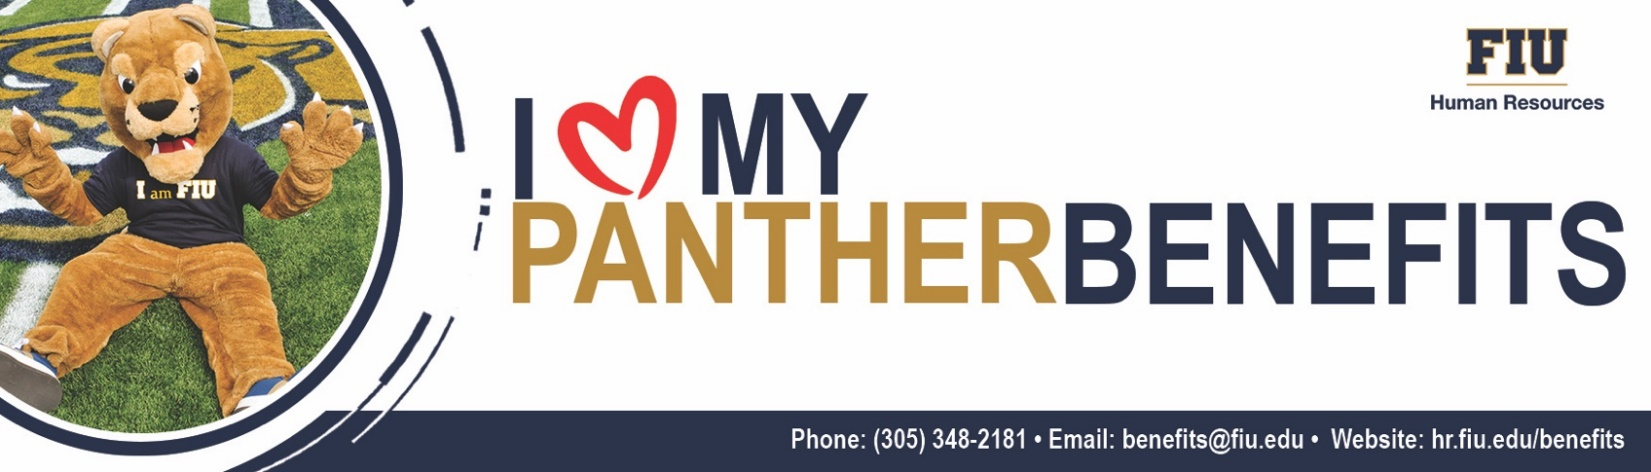 I am FIU
I MY
PANTHERBENEFITS
FIU
Human Resources
Phone: (305) 348-2181 • Email: benefits@fiu.edu • Website: hr.fiu.edu/benefits